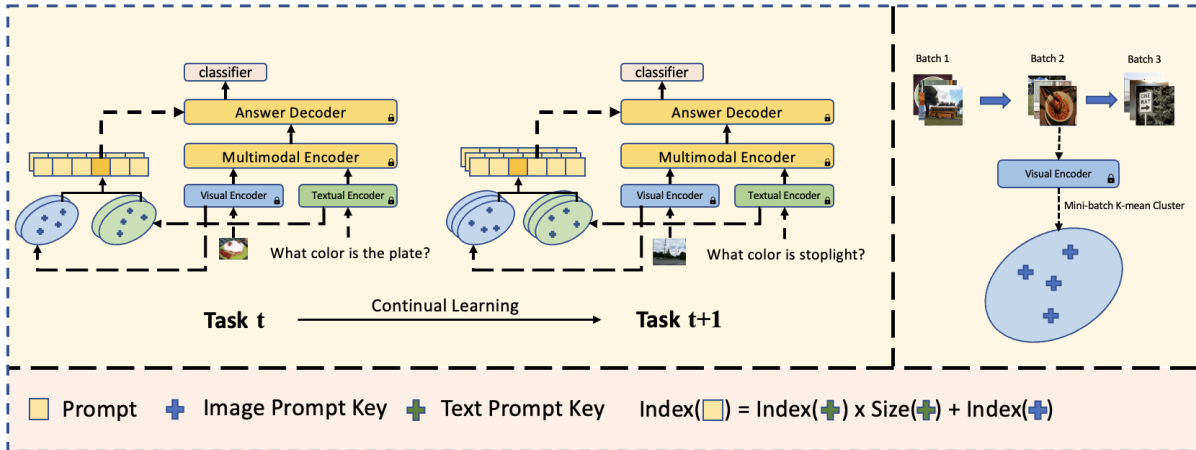 classifier
Answer Decoder
Multimodal Encoder
Visual Encoder
Textual Encoder
What color is the plate?
classifier
Answer Decoder
Multimodal Encoder
Visual Encoder
Textual Encoder
What color is stoplight?
Continual Learning
Task t
Task t+1
Batch 1
Batch 2
Batch 3
Visual Encoder
Mini-batch K-mean Cluster
Prompt
Image Prompt Key
Text Prompt Key
Index( ) = Index( ) x Size( ) + Index( )